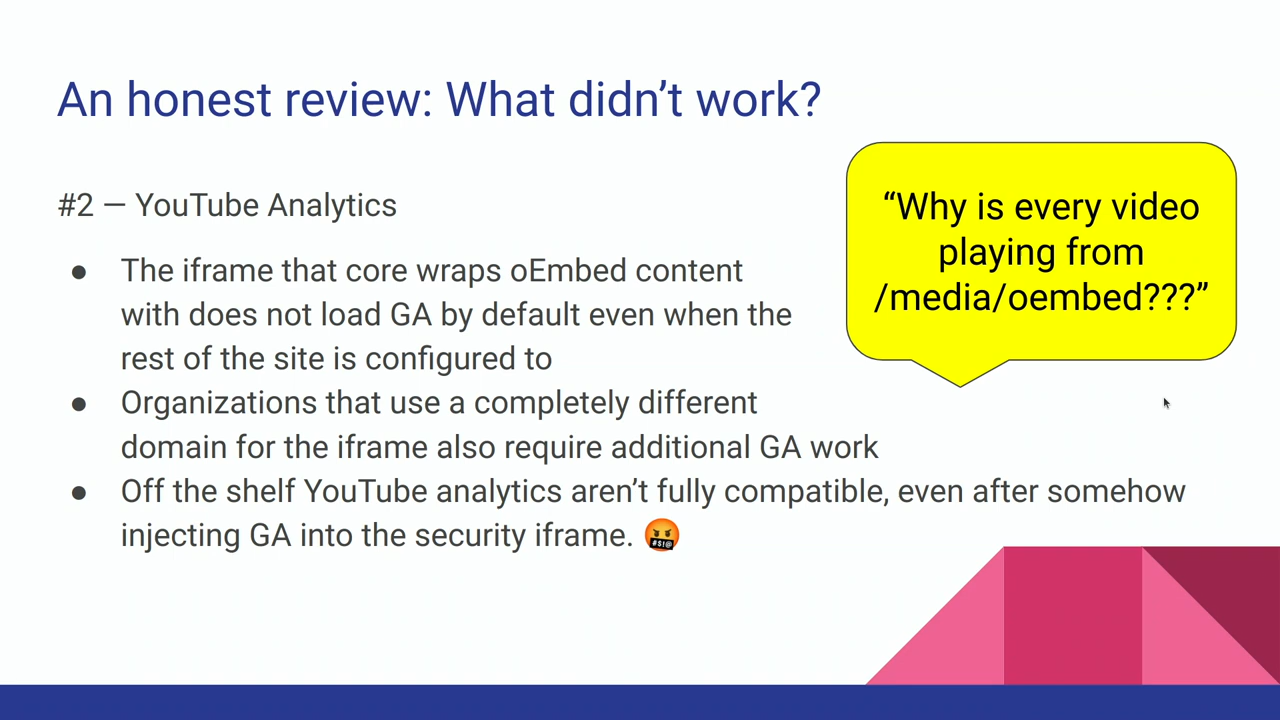 An honest review: What didn’t work?
#2 — YouTube Analytics
● The iframe that core wraps oEmbed content
with does not load GA by default even when the
rest of the site is configured to
● Organizations that use a completely different
domain for the iframe also require additional GA work
● Off the shelf YouTube analytics aren’t fully compatible, even after somehow
injecting GA into the security iframe. 🤬
“Why is every video
playing from
/media/oembed???”